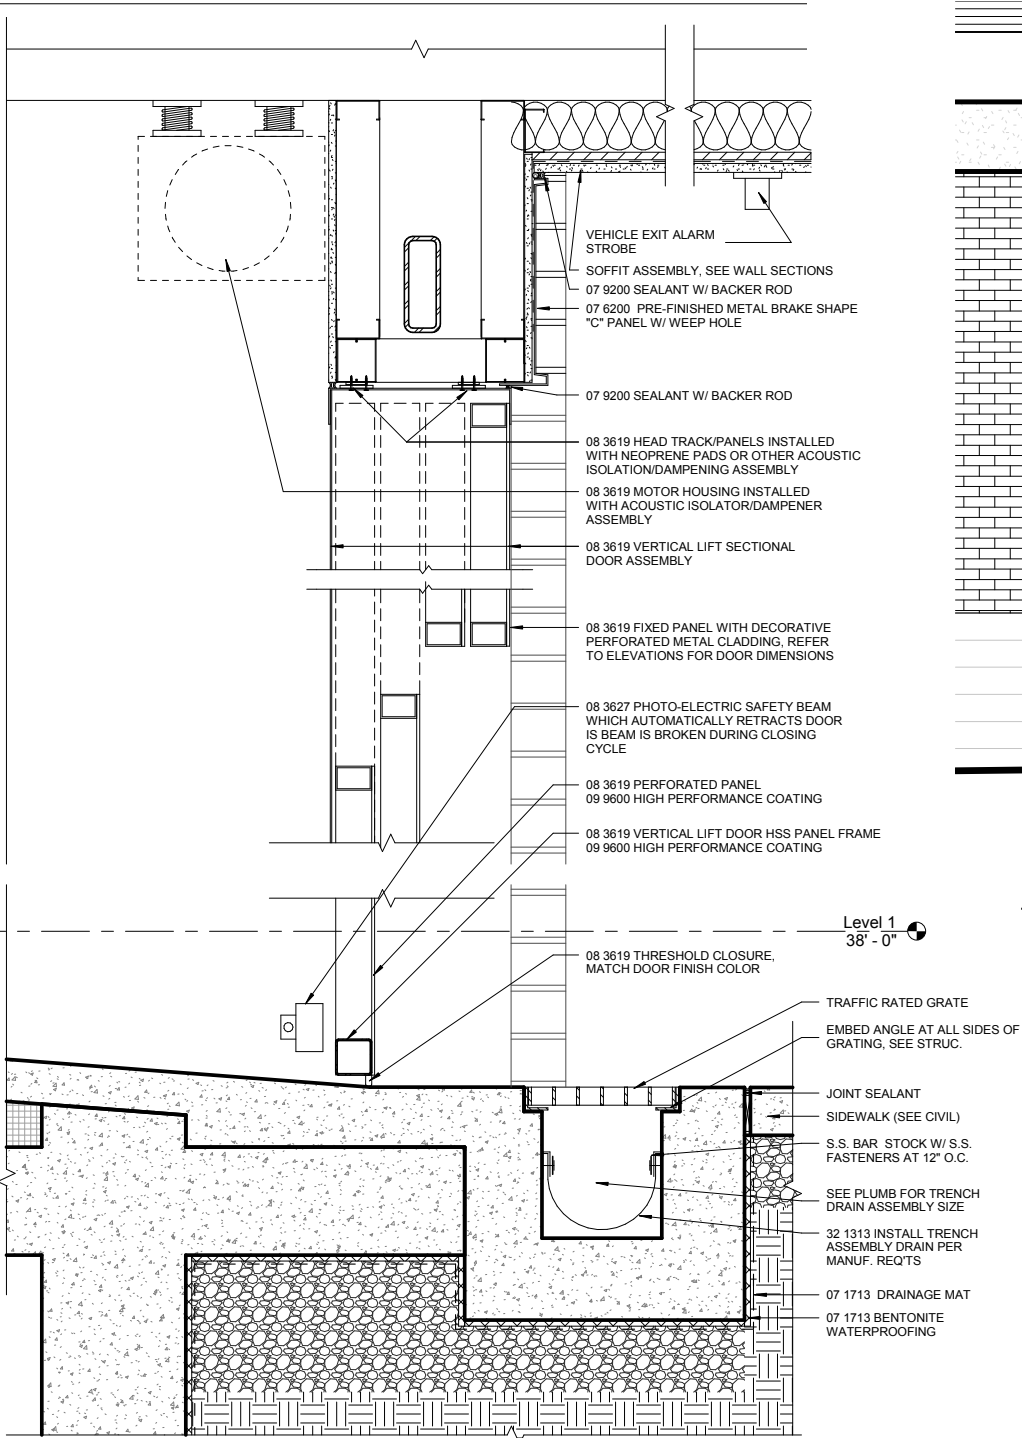 VEHICLE EXIT ALARM
STROBE
SOFFIT ASSEMBLY, SEE WALL SECTIONS
07 9200 SEALANT W/ BACKER ROD
07 6200 PRE-FINISHED METAL BRAKE SHAPE
"C" PANEL W/ WEEP HOLE
07 9200 SEALANT W/ BACKER ROD
08 3619 HEAD TRACK/PANELS INSTALLED
WITH NEOPRENE PADS OR OTHER ACOUSTIC
ISOLATION/DAMPENING ASSEMBLY
08 3619 MOTOR HOUSING INSTALLED
WITH ACOUSTIC ISOLATOR/DAMPENER
ASSEMBLY
08 3619 VERTICAL LIFT SECTIONAL
DOOR ASSEMBLY
08 3619 FIXED PANEL WITH DECORATIVE
PERFORATED METAL CLADDING, REFER
TO ELEVATIONS FOR DOOR DIMENSIONS
08 3627 PHOTO-ELECTRIC SAFETY BEAM
WHICH AUTOMATICALLY RETRACTS DOOR
IS BEAM IS BROKEN DURING CLOSING
CYCLE
08 3619 PERFORATED PANEL
09 9600 HIGH PERFORMANCE COATING
08 3619 VERTICAL LIFT DOOR HSS PANEL FRAME
09 9600 HIGH PERFORMANCE COATING
Level 1
38' - 0"
08 3619 THRESHOLD CLOSURE,
MATCH DOOR FINISH COLOR
TRAFFIC RATED GRATE
EMBED ANGLE AT ALL SIDES OF
GRATING, SEE STRUC.
JOINT SEALANT
SIDEWALK (SEE CIVIL)
S.S. BAR STOCK W/ S.S.
FASTENERS AT 12" O.C.
SEE PLUMB FOR TRENCH
DRAIN ASSEMBLY SIZE
32 1313 INSTALL TRENCH
ASSEMBLY DRAIN PER
MANUF. REQ'TS
07 1713 DRAINAGE MAT
07 1713 BENTONITE
WATERPROOFING